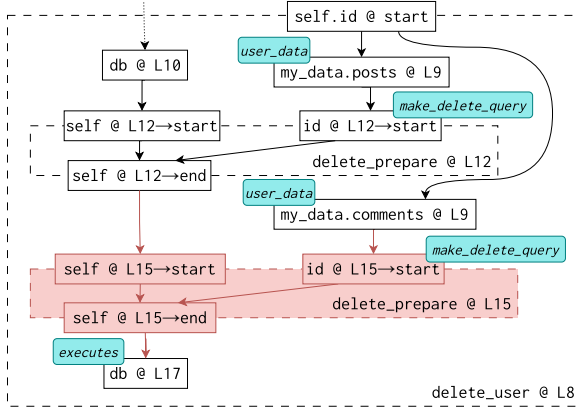 self.id @ start
user_data
db @ L10
my_data.posts @ L9
make_delete_query
self @ L12→start
id @ L12→start
delete_prepare @ L12
self @ L12→end
user_data
my_data.comments @ L9
make_delete_query
self @ L15→start
id @ L15→start
delete_prepare @ L15
self @ L15→end
executes
db @ L17
delete_user @ L8